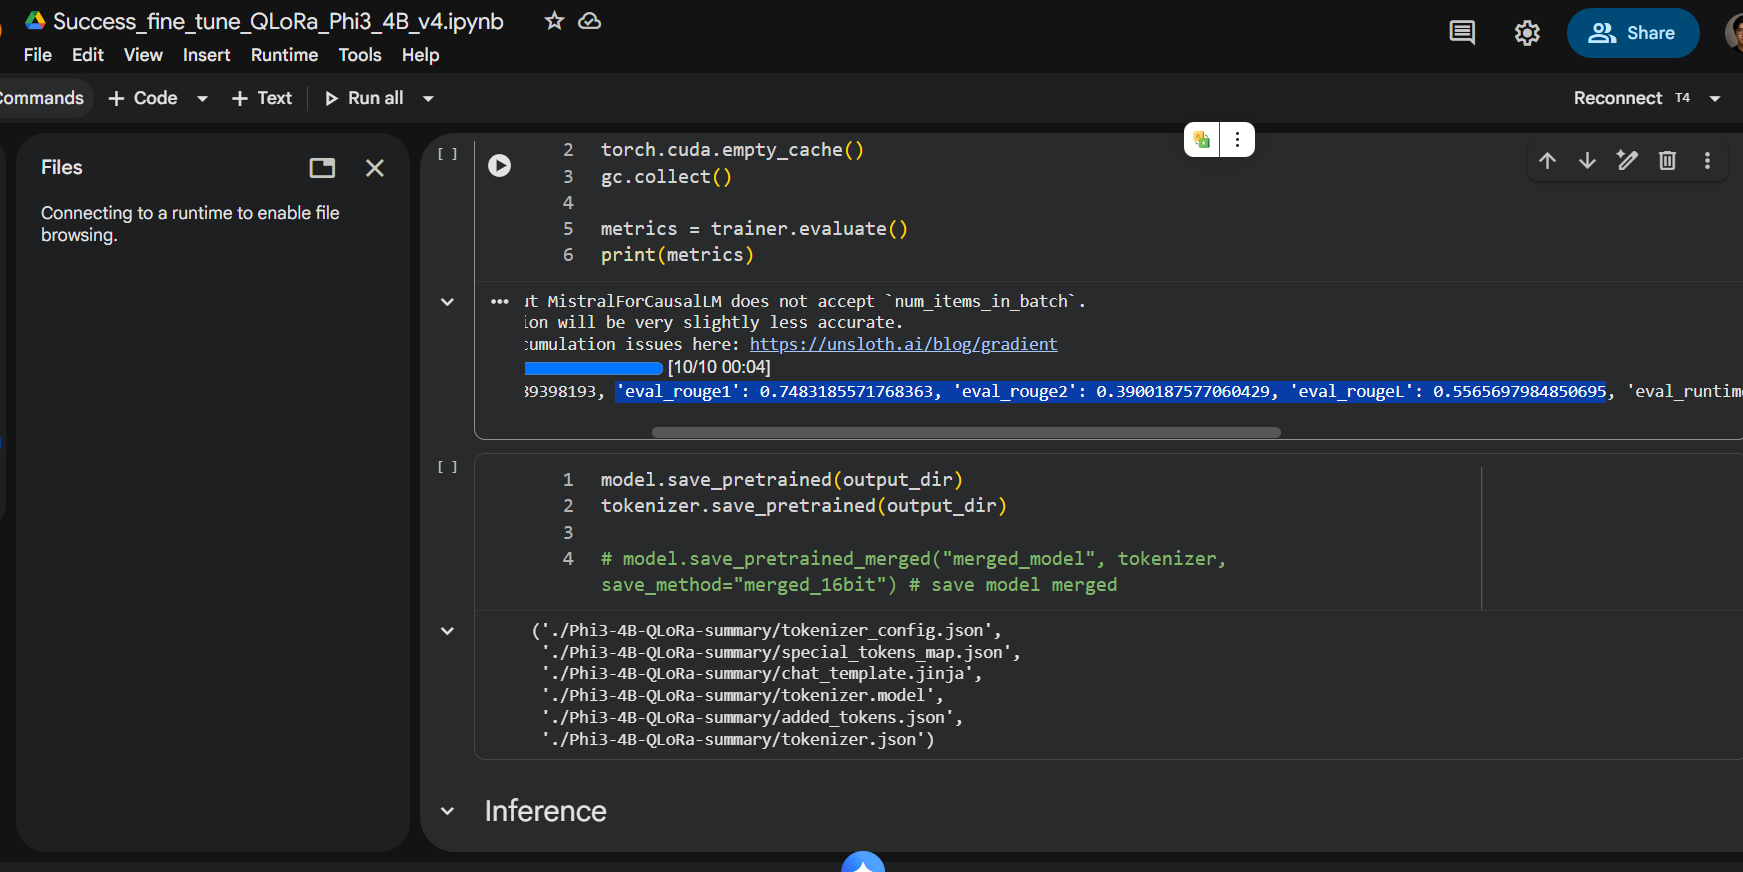 Success_fine_tune_QLoRa_Phi3_4B_v4.ipynb
File Edit View Insert Runtime Tools Help
Share
Commands + Code + Text Run all
Reconnect T4
Files
Connecting to a runtime to enable file
browsing.
[ ]
2 torch.cuda.empty_cache()
3 gc.collect()
4
5 metrics = trainer.evaluate()
6 print(metrics)
MistralForCausalLM does not accept `num_items_in_batch`.
will be very slightly less accurate.
issues here: https://unsloth.ai/blog/gradient
[10/10 00:04]
39398193, 'eval_rouge1': 0.7483185571768363, 'eval_rouge2': 0.3900187577060429, 'eval_rougeL': 0.5565697984850695, 'eval_runtim
[ ]
1 model.save_pretrained(output_dir)
2 tokenizer.save_pretrained(output_dir)
3
4 # model.save_pretrained_merged("merged_model", tokenizer,
save_method="merged_16bit") # save model merged
('./Phi3-4B-QLoRa-summary/tokenizer_config.json',
'./Phi3-4B-QLoRa-summary/special_tokens_map.json',
'./Phi3-4B-QLoRa-summary/chat_template.jinja',
'./Phi3-4B-QLoRa-summary/tokenizer.model',
'./Phi3-4B-QLoRa-summary/added_tokens.json',
'./Phi3-4B-QLoRa-summary/tokenizer.json')
Inference